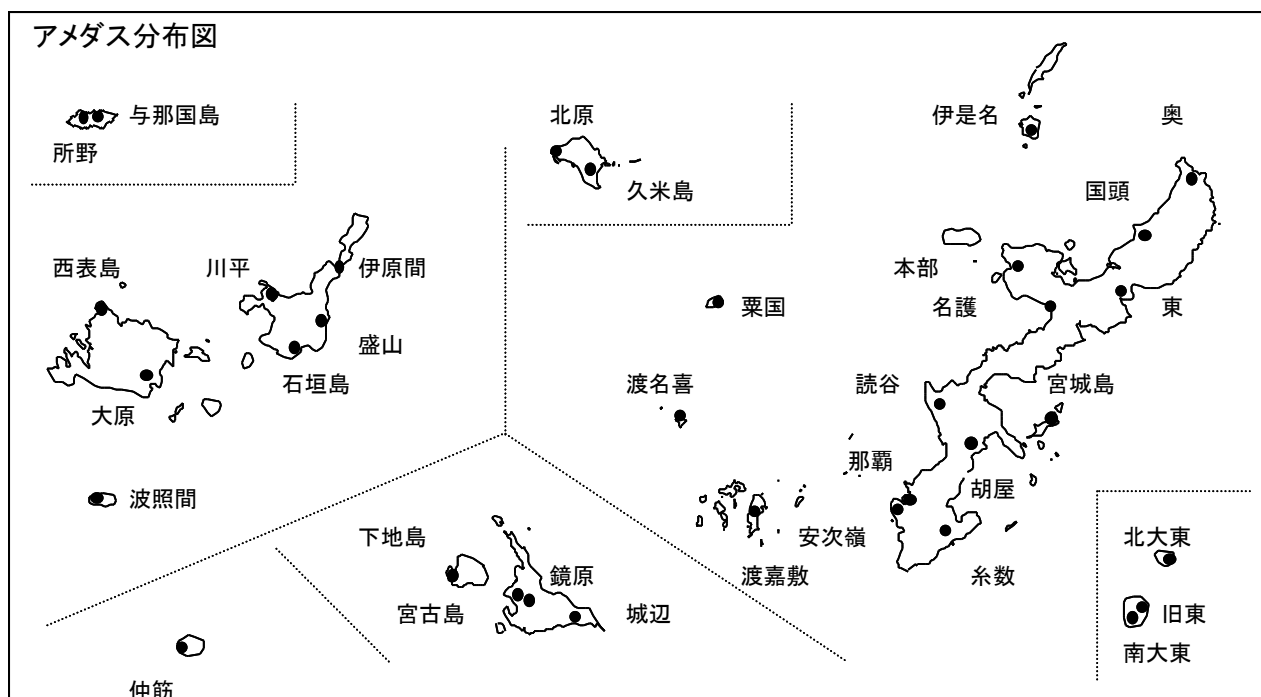 アメダス分布図
与那国島
所野
北原
久米島
伊是名
奥
国頭
本部
名護
東
西表島
川平
伊原間
盛山
石垣島
大原
粟国
渡名喜
読谷
宮城島
那覇
胡屋
安次嶺
渡嘉敷
糸数
波照間
下地島
鏡原
宮古島
城辺
北大東
旧東
南大東
仲筋